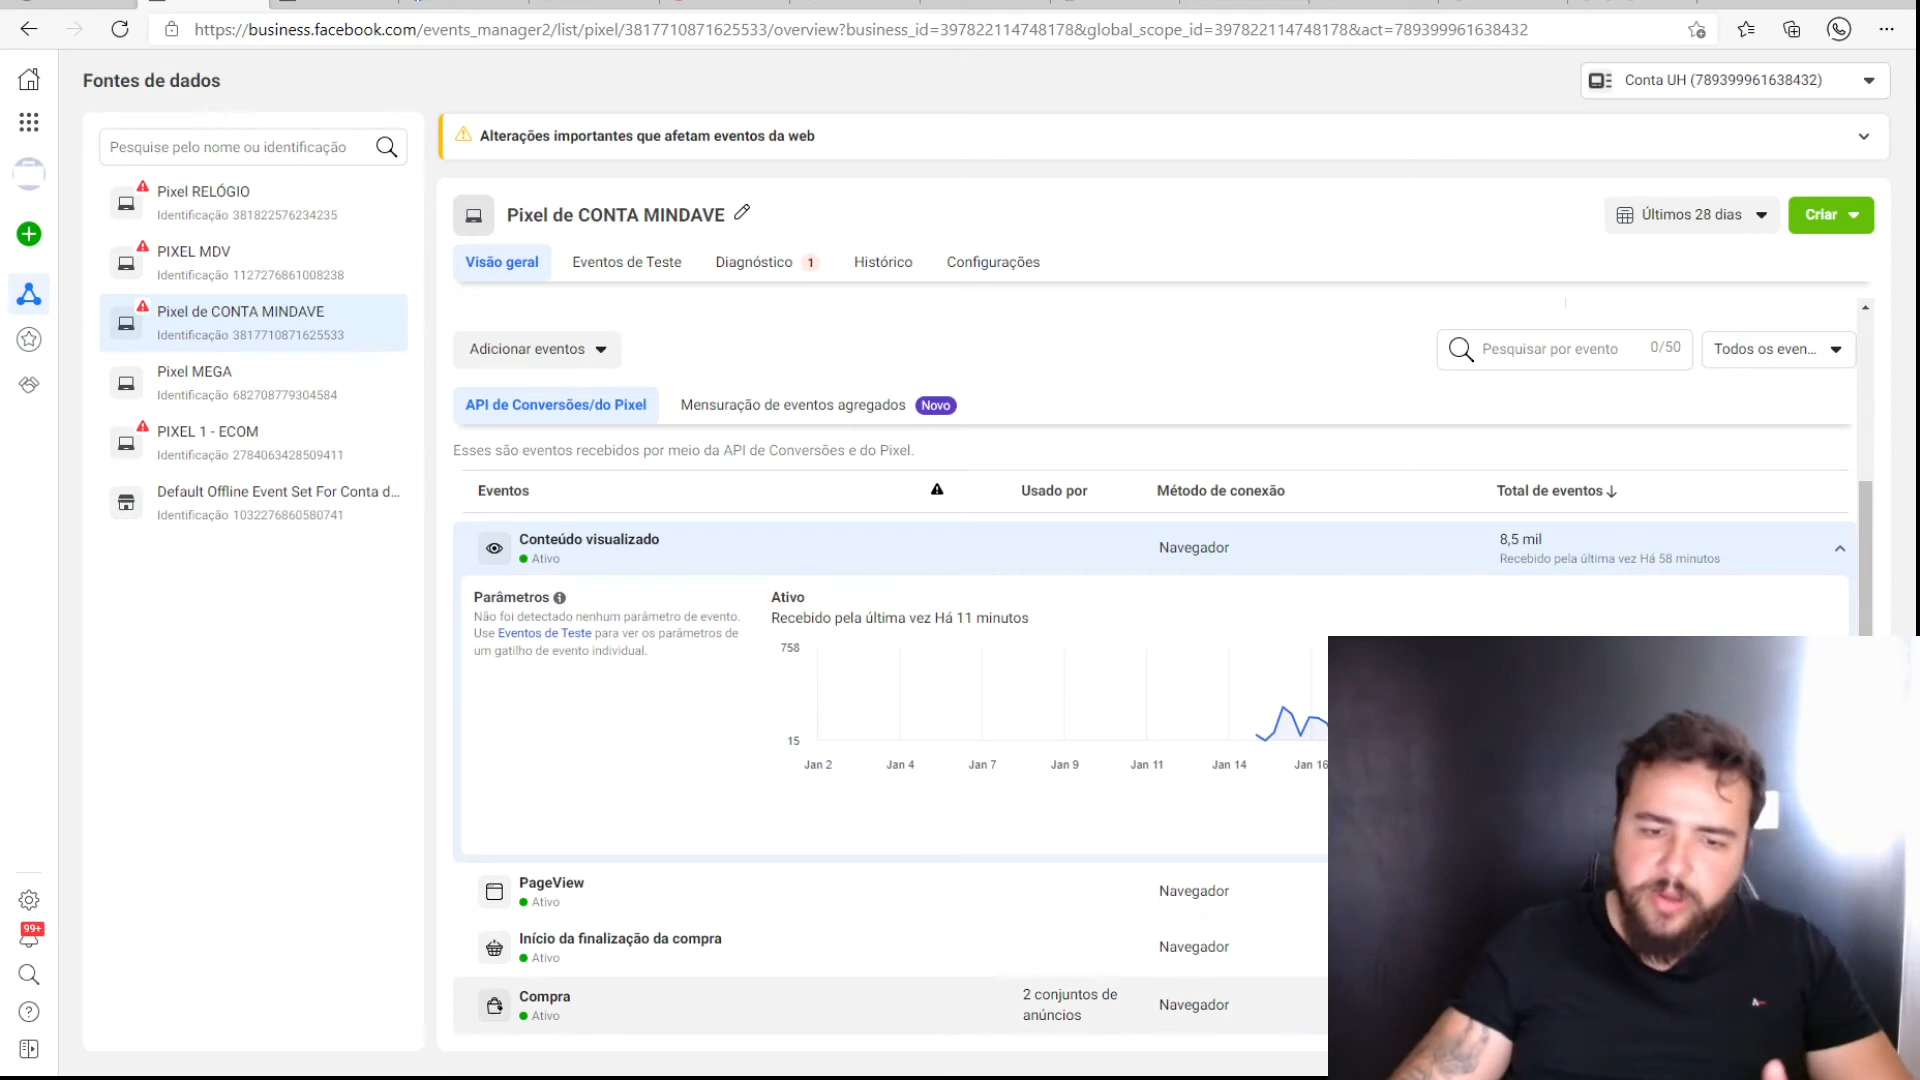 https://business.facebook.com/events_manager2/list/pixel/3817710871625533/overview?business_id=397822114748178&global_scope_id=397822114748178&act=789399961638432
Fontes de dados
Conta UH (789399961638432)
Pesquise pelo nome ou identificação
Pixel RELÓGIO
Identificação 381822576234235
PIXEL MDV
Identificação 1127276861008238
Pixel de CONTA MINDAVE
Identificação 3817710871625533
Pixel MEGA
Identificação 682708779304584
PIXEL 1 - ECOM
Identificação 2784063428509411
Default Offline Event Set For Conta d...
Identificação 1032276860580741
99+
Alterações importantes que afetam eventos da web
Pixel de CONTA MINDAVE
Últimos 28 dias
Criar
Visão geral
Eventos de Teste
Diagnóstico 1
Histórico
Configurações
Adicionar eventos
Pesquisar por evento 0/50
Todos os even...
API de Conversões/do Pixel
Mensuração de eventos agregados Novo
Esses são eventos recebidos por meio da API de Conversões e do Pixel.
Eventos
Usado por
Método de conexão
Total de eventos
Conteúdo visualizado
Ativo
Navegador
8,5 mil
Recebido pela última vez Há 58 minutos
Parâmetros
Não foi detectado nenhum parâmetro de evento.
Use Eventos de Teste para ver os parâmetros de
um gatilho de evento individual.
Ativo
Recebido pela última vez Há 11 minutos
758
15
Jan 2
Jan 4
Jan 7
Jan 9
Jan 11
Jan 14
Jan 16
PageView
Ativo
Navegador
Início da finalização da compra
Ativo
Navegador
Compra
Ativo
2 conjuntos de
anúncios
Navegador